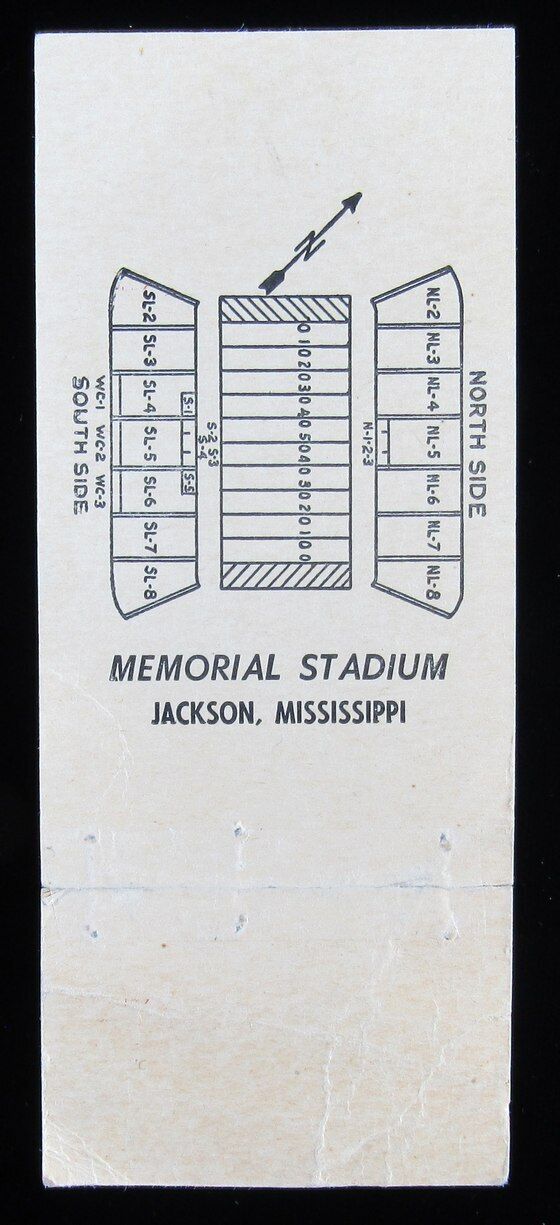 N
SL-2
SL-3
SL-4
SL-5
SL-6
SL-7
SL-8
S-1
S-5
S-2 S-3
S-4
WC-1 WC-2 WC-3
SOUTH SIDE
0 10 20 30 40 50 40 30 20 10 0
N-1-2-3
NL-2
NL-3
NL-4
NL-5
NL-6
NL-7
NL-8
NORTH SIDE
MEMORIAL STADIUM
JACKSON, MISSISSIPPI